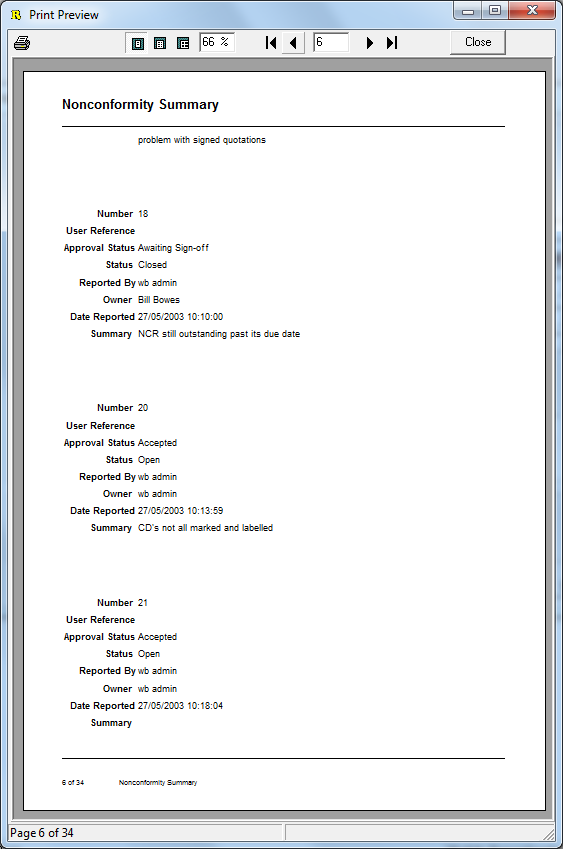 Print Preview
66 %
6
Close
Nonconformity Summary
problem with signed quotations
Number 18
User Reference
Approval Status Awaiting Sign-off
Status Closed
Reported By wb admin
Owner Bill Bowes
Date Reported 27/05/2003 10:10:00
Summary NCR still outstanding past its due date
Number 20
User Reference
Approval Status Accepted
Status Open
Reported By wb admin
Owner wb admin
Date Reported 27/05/2003 10:13:59
Summary CD's not all marked and labelled
Number 21
User Reference
Approval Status Accepted
Status Open
Reported By wb admin
Owner wb admin
Date Reported 27/05/2003 10:18:04
Summary
6 of 34 Nonconformity Summary
Page 6 of 34